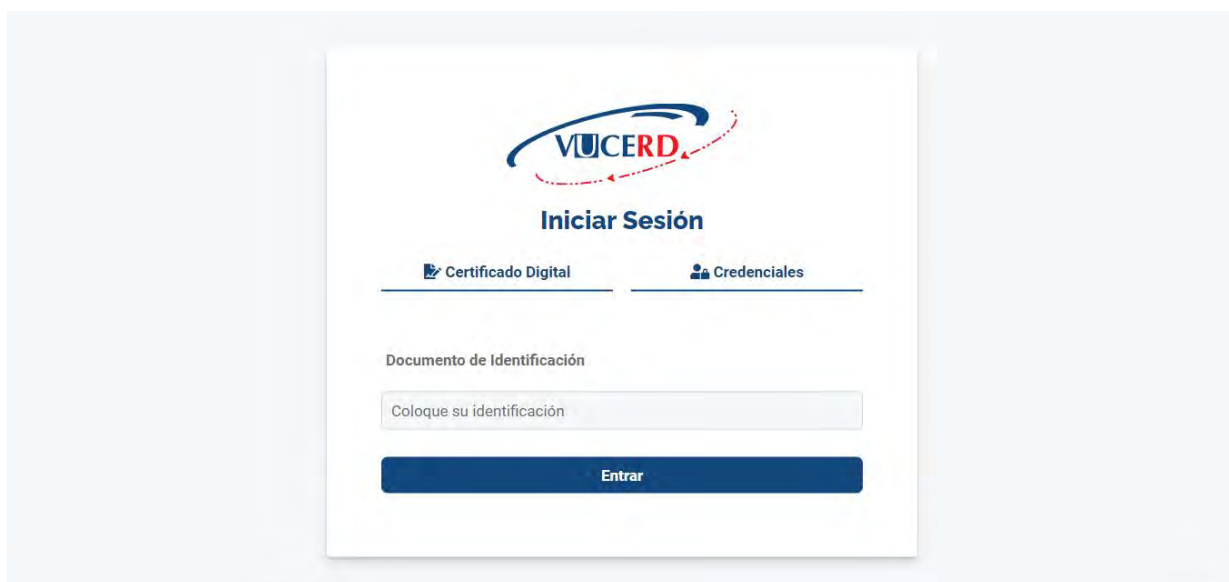 VUCERD
Iniciar Sesión
Certificado Digital
Credenciales
Documento de Identificación
Coloque su identificación
Entrar